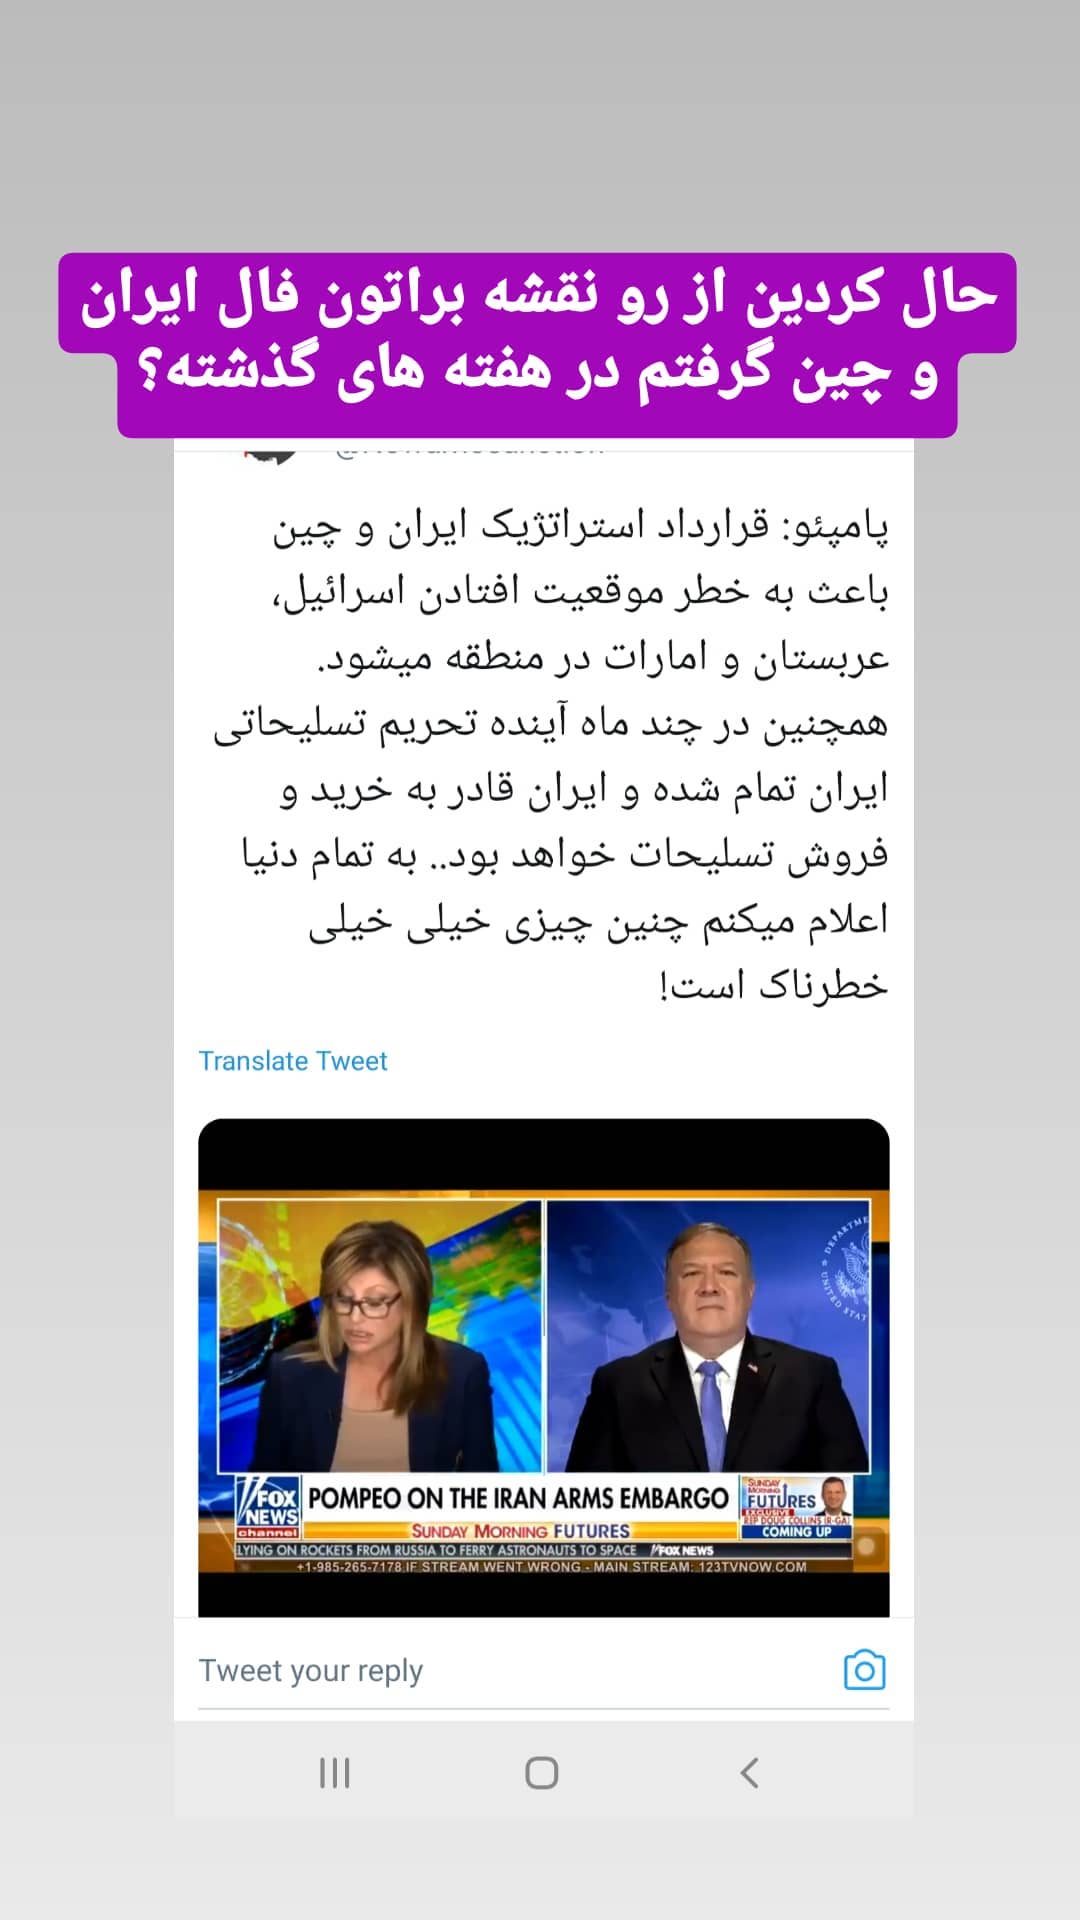 حال کردین از رو نقشه براتون فال ایران
و چین گرفتم در هفته های گذشته؟
پامپئو: قرارداد استراتژیک ایران و چین
باعث به خطر موقعیت افتادن اسرائیل،
عربستان و امارات در منطقه میشود.
همچنین در چند ماه آینده تحریم تسلیحاتی
ایران تمام شده و ایران قادر به خرید و
فروش تسلیحات خواهد بود.. به تمام دنیا
اعلام میکنم چنین چیزی خیلی خیلی
خطرناک است!
Translate Tweet
UNITED STAT
DEPARTME
FOX
NEWS
channel
POMPEO ON THE IRAN ARMS EMBARGO
SUNDAY MORNING FUTURES
SUNDAY
MORNING
FUTURES
EXCLUSIVE
REP DOUG COLLINS (R-GA)
COMING UP
LYING ON ROCKETS FROM RUSSIA TO FERRY ASTRONAUTS TO SPACE FOX NEWS
+1-985-265-7178 IF STREAM WENT WRONG - MAIN STREAM: 123TVNOW.COM
Tweet your reply